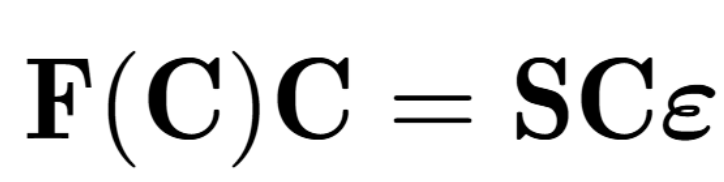 F(C)C = SCε